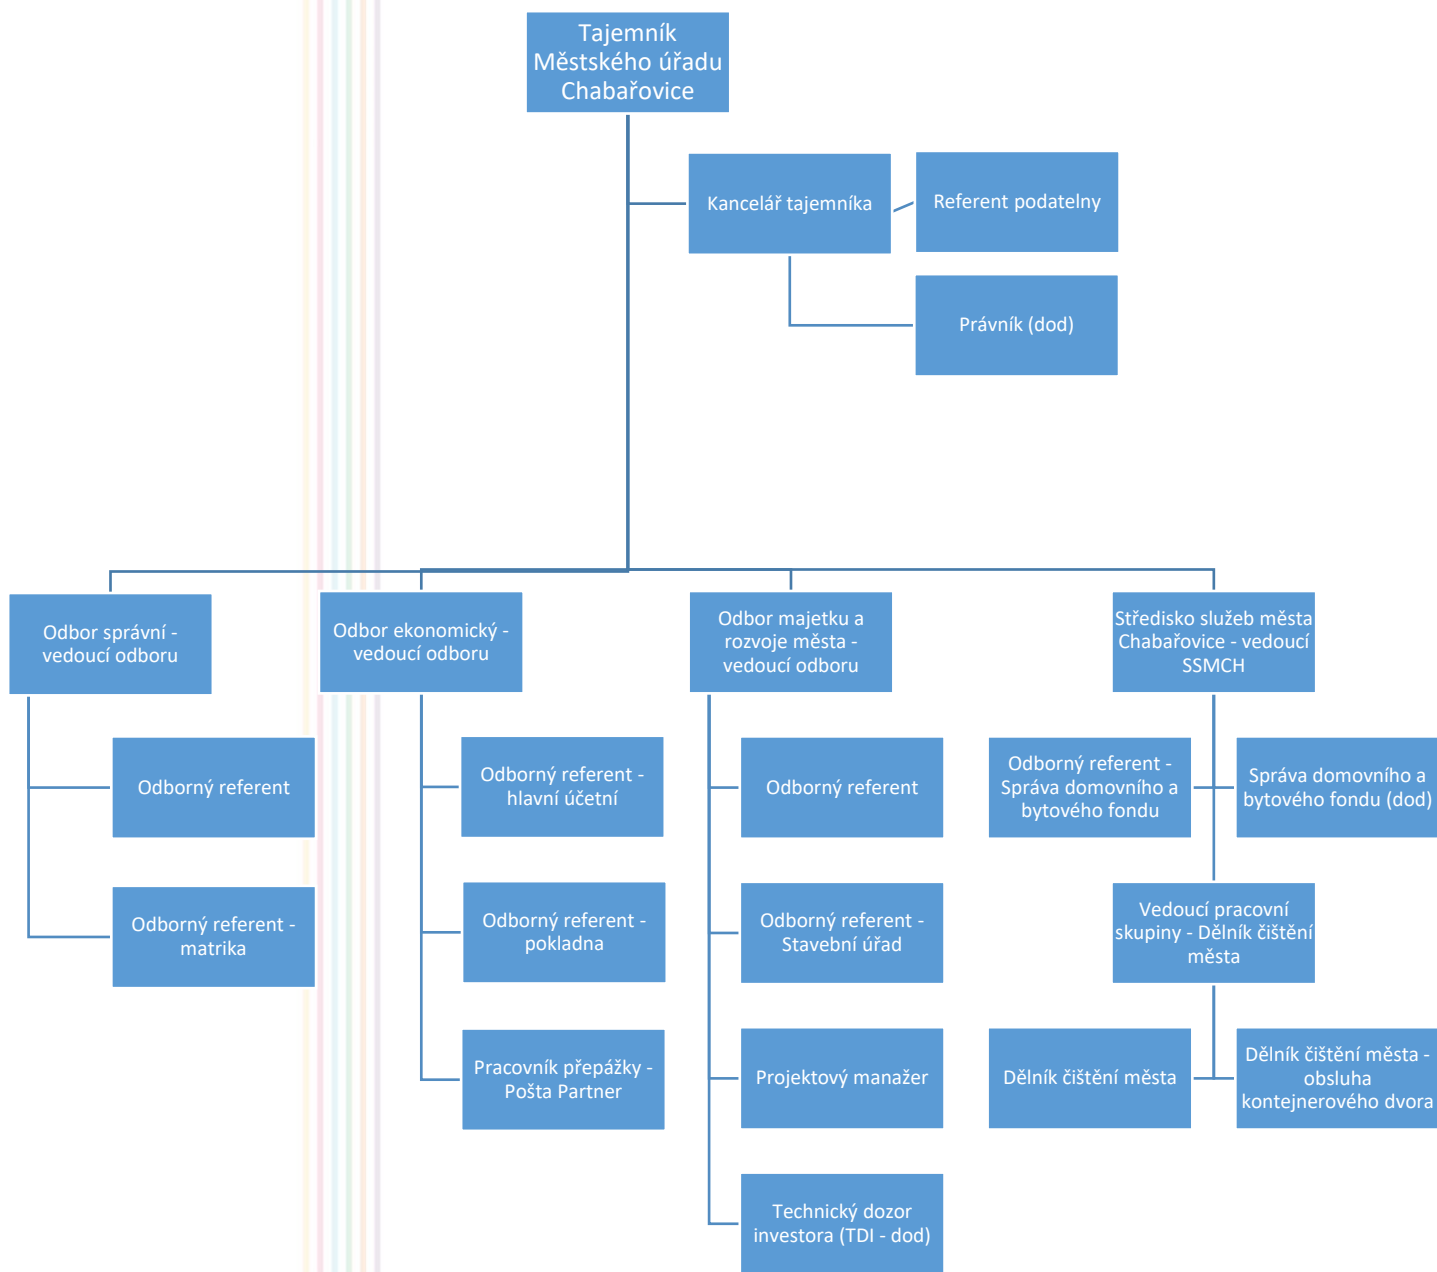 Tajemník
Městského úřadu
Chabařovice
Kancelář tajemníka
Referent podatelny
Právník (dod)
Odbor správní -
vedoucí odboru
Odbor ekonomický -
vedoucí odboru
Odbor majetku a
rozvoje města -
vedoucí odboru
Středisko služeb města
Chabařovice - vedoucí
SSMCH
Odborný referent
Odborný referent -
matrika
Odborný referent -
hlavní účetní
Odborný referent -
pokladna
Pracovník přepážky -
Pošta Partner
Odborný referent
Odborný referent -
Stavební úřad
Projektový manažer
Technický dozor
investora (TDI - dod)
Odborný referent -
Správa domovního a
bytového fondu
Správa domovního a
bytového fondu (dod)
Vedoucí pracovní
skupiny - Dělník čištění
města
Dělník čištění města
Dělník čištění města -
obsluha
kontejnerového dvora